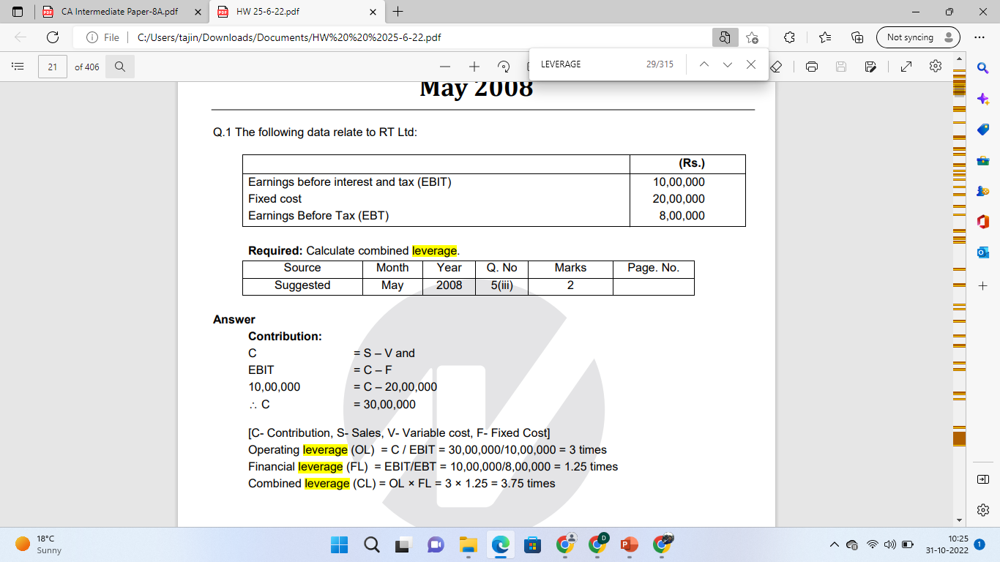 CA Intermediate Paper-8A.pdf
HW 25-6-22.pdf
File
C:/Users/tajin/Downloads/Documents/HW%20%20%2025-6-22.pdf
Not syncing
21
of 406
LEVERAGE
29/315
May 2008
Q.1 The following data relate to RT Ltd:
(Rs.)
Earnings before interest and tax (EBIT) 10,00,000
Fixed cost 20,00,000
Earnings Before Tax (EBT) 8,00,000
Required: Calculate combined leverage.
Source Month Year Q. No Marks Page. No.
Suggested May 2008 5(iii) 2
Answer
Contribution:
C = S – V and
EBIT = C – F
10,00,000 = C – 20,00,000
∴ C = 30,00,000
[C- Contribution, S- Sales, V- Variable cost, F- Fixed Cost]
Operating leverage (OL) = C / EBIT = 30,00,000/10,00,000 = 3 times
Financial leverage (FL) = EBIT/EBT = 10,00,000/8,00,000 = 1.25 times
Combined leverage (CL) = OL × FL = 3 × 1.25 = 3.75 times
18°C
Sunny
10:25
31-10-2022
1